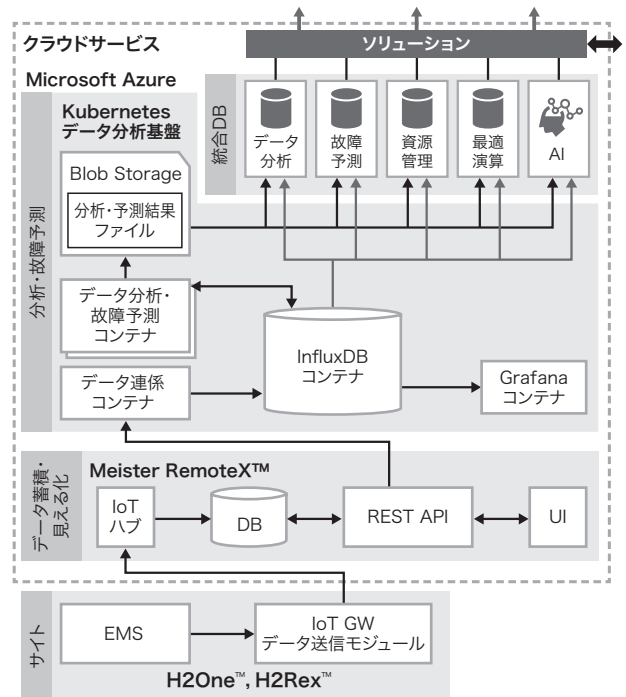 クラウドサービス
ソリューション
Microsoft Azure
Kubernetes
データ分析基盤
統合DB
データ
分析
故障
予測
資源
管理
最適
演算
AI
分析・故障予測
Blob Storage
分析・予測結果
ファイル
データ分析・
故障予測
コンテナ
データ連係
コンテナ
InfluxDB
コンテナ
Grafana
コンテナ
データ蓄積・
見える化
Meister RemoteX™
IoT
ハブ
DB
REST API
UI
サイト
EMS
IoT GW
データ送信モジュール
H2One™, H2Rex™